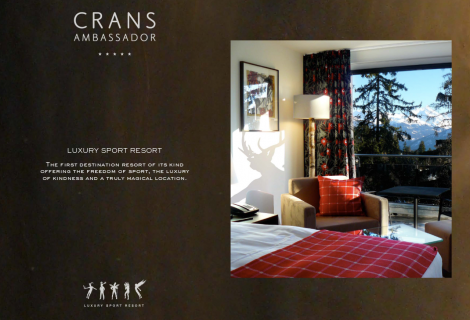 CRANS
AMBASSADOR
LUXURY SPORT RESORT
THE FIRST DESTINATION RESORT OF ITS KIND
OFFERING THE FREEDOM OF SPORT, THE LUXURY
OF KINDNESS AND A TRULY MAGICAL LOCATION.
LUXURY SPORT RESORT